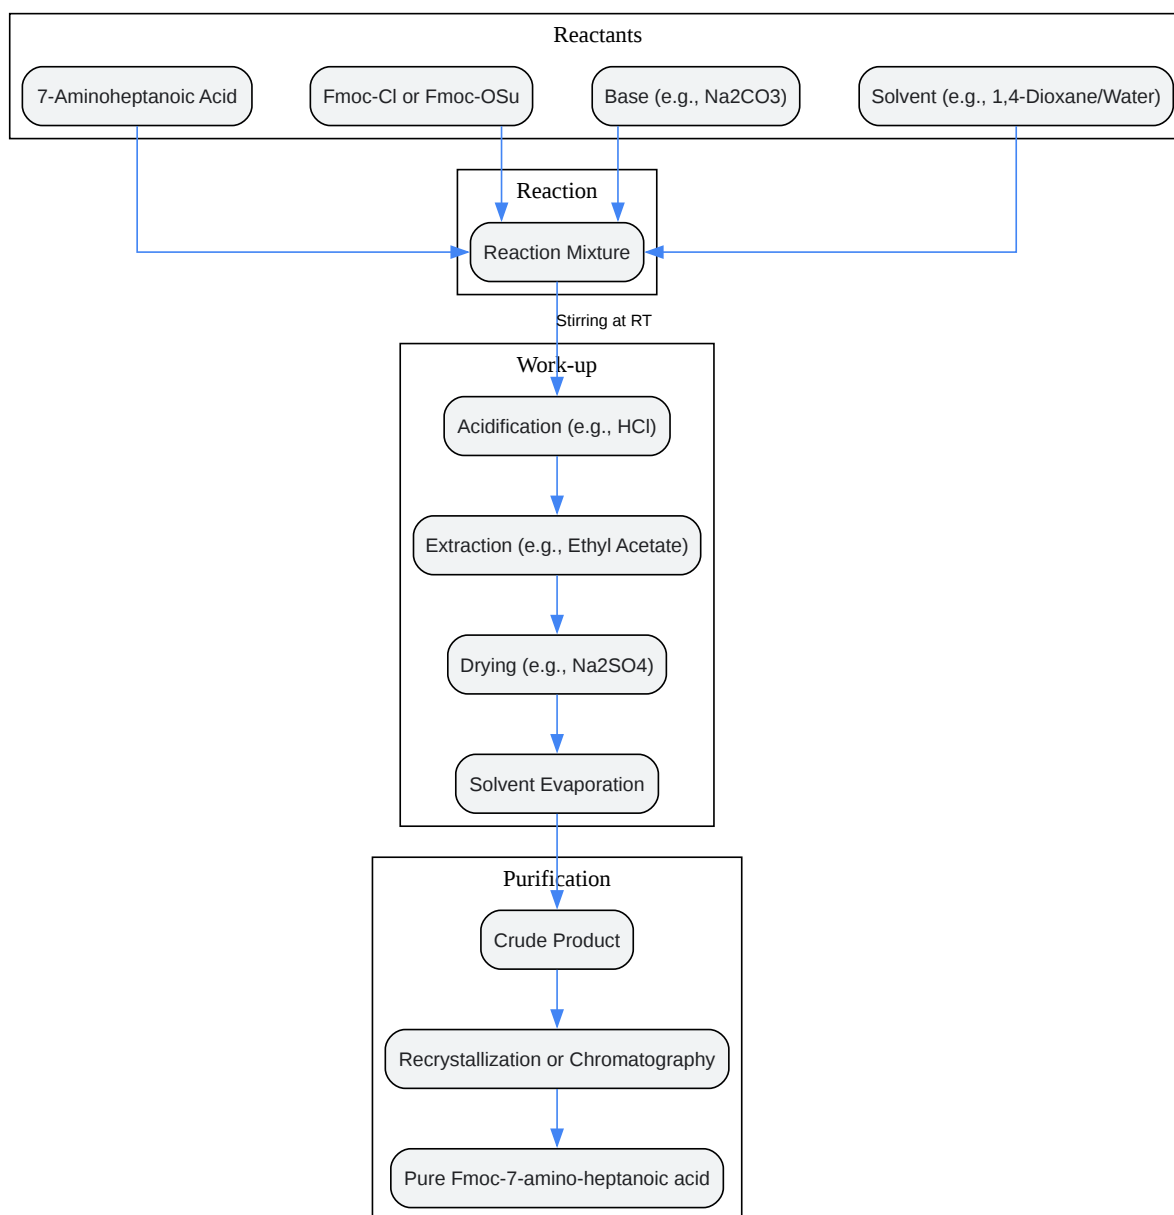 Reactants
7-Aminoheptanoic Acid
Fmoc-Cl or Fmoc-OSu
Base (e.g., Na2CO3)
Solvent (e.g., 1,4-Dioxane/Water)
Reaction
Reaction Mixture
Stirring at RT
Work-up
Acidification (e.g., HCl)
Extraction (e.g., Ethyl Acetate)
Drying (e.g., Na2SO4)
Solvent Evaporation
Purification
Crude Product
Recrystallization or Chromatography
Pure Fmoc-7-amino-heptanoic acid